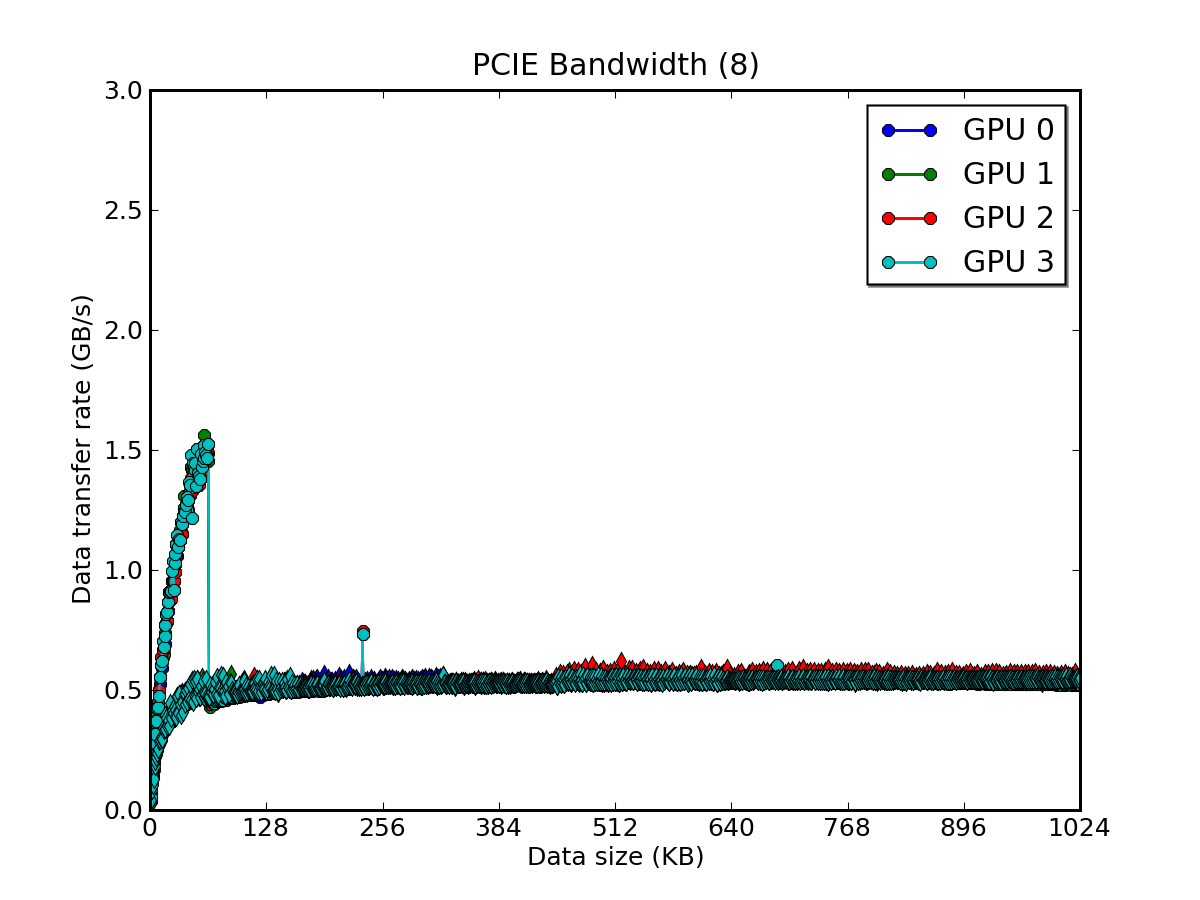 PCIE Bandwidth (8)
3.0
2.5
2.0
1.5
1.0
0.5
0.0
Data transfer rate (GB/s)
GPU 0
GPU 1
GPU 2
GPU 3
0 128 256 384 512 640 768 896 1024
Data size (KB)